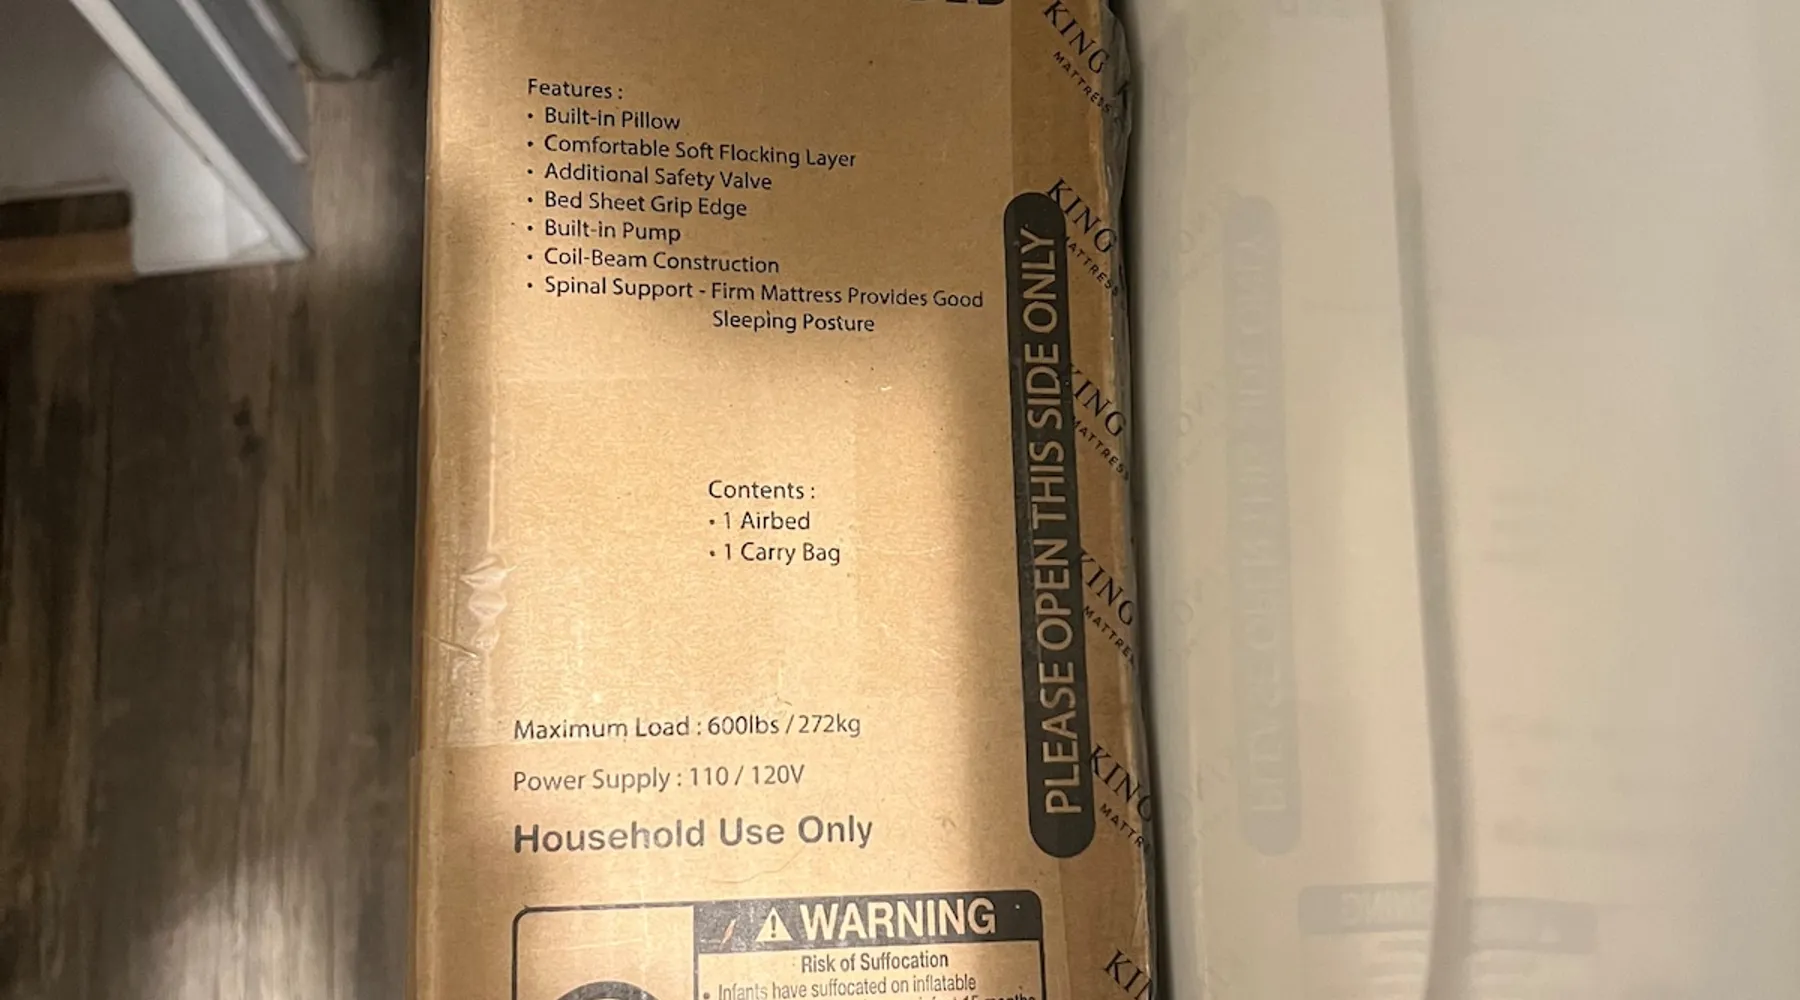 Features :
• Built-in Pillow
• Comfortable Soft Flocking Layer
• Additional Safety Valve
• Bed Sheet Grip Edge
• Built-in Pump
• Coil-Beam Construction
• Spinal Support - Firm Mattress Provides Good
Sleeping Posture
Contents :
• 1 Airbed
• 1 Carry Bag
Maximum Load : 600lbs / 272kg
Power Supply : 110 / 120V
Household Use Only
WARNING
Risk of Suffocation
• Infants have suffocated on inflatable
PLEASE OPEN THIS SIDE ONLY
KING
MATTRESS
KING
MATTRESS
KING
MATTRESS
KING
MATTRE
KING
MATTR
KI